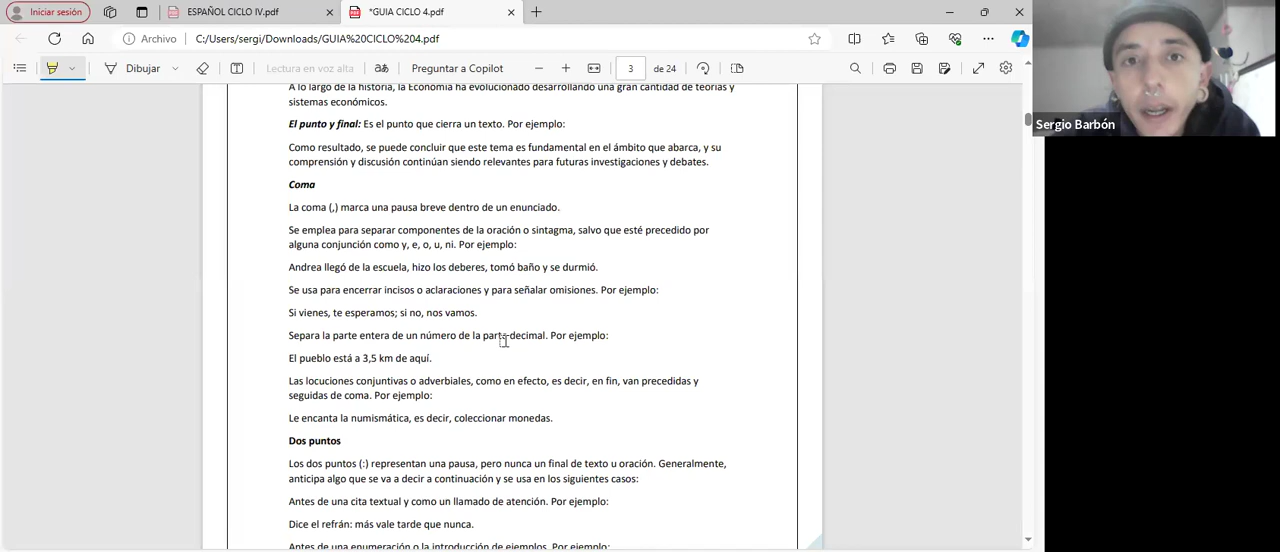 Iniciar sesión
ESPAÑOL CICLO IV.pdf
*GUIA CICLO 4.pdf
Archivo
C:/Users/sergi/Downloads/GUIA%20CICLO%204.pdf
Dibujar
Lectura en voz alta
aあ
Preguntar a Copilot
3
de 24
Sergio Barbón
A lo largo de la historia, la Economía ha evolucionado desarrollando una gran cantidad de teorías y
sistemas económicos.
El punto y final: Es el punto que cierra un texto. Por ejemplo:
Como resultado, se puede concluir que este tema es fundamental en el ámbito que abarca, y su
comprensión y discusión continúan siendo relevantes para futuras investigaciones y debates.
Coma
La coma (,) marca una pausa breve dentro de un enunciado.
Se emplea para separar componentes de la oración o sintagma, salvo que esté precedido por
alguna conjunción como y, e, o, u, ni. Por ejemplo:
Andrea llegó de la escuela, hizo los deberes, tomó baño y se durmió.
Se usa para encerrar incisos o aclaraciones y para señalar omisiones. Por ejemplo:
Si vienes, te esperamos; si no, nos vamos.
Separa la parte entera de un número de la parte decimal. Por ejemplo:
El pueblo está a 3,5 km de aquí.
Las locuciones conjuntivas o adverbiales, como en efecto, es decir, en fin, van precedidas y
seguidas de coma. Por ejemplo:
Le encanta la numismática, es decir, coleccionar monedas.
Dos puntos
Los dos puntos (:) representan una pausa, pero nunca un final de texto u oración. Generalmente,
anticipa algo que se va a decir a continuación y se usa en los siguientes casos:
Antes de una cita textual y como un llamado de atención. Por ejemplo:
Dice el refrán: más vale tarde que nunca.
Antes de una enumeración o la introducción de ejemplos. Por ejemplo: